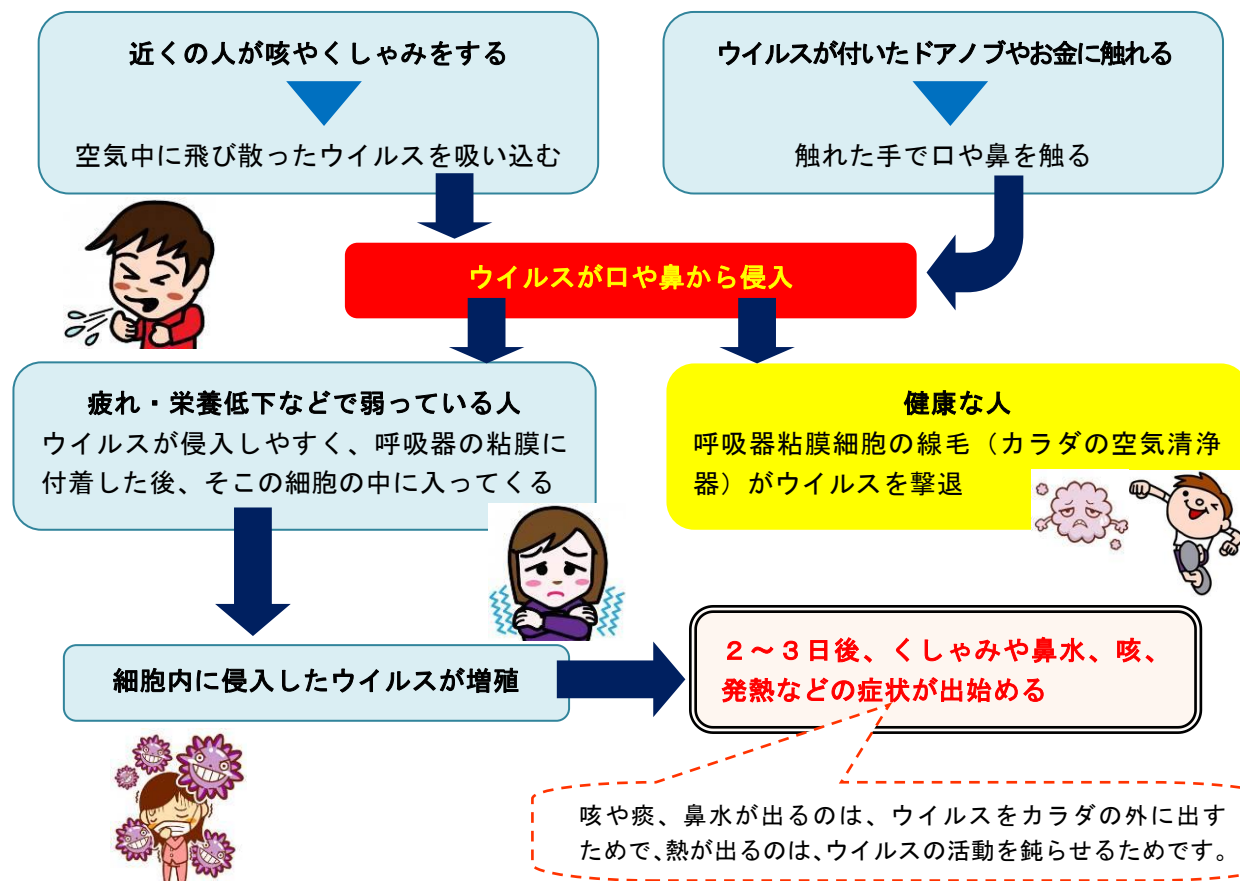 近くの人が咳やくしゃみをする
空気中に飛び散ったウイルスを吸い込む
ウイルスが付いたドアノブやお金に触れる
触れた手で口や鼻を触る
ウイルスが口や鼻から侵入
疲れ・栄養低下などで弱っている人
ウイルスが侵入しやすく、呼吸器の粘膜に
付着した後、そこの細胞の中に入ってくる
健康な人
呼吸器粘膜細胞の線毛（カラダの空気清浄
器）がウイルスを撃退
細胞内に侵入したウイルスが増殖
２～３日後、くしゃみや鼻水、咳、
発熱などの症状が出始める
咳や痰、鼻水が出るのは、ウイルスをカラダの外に出す
ためで、熱が出るのは、ウイルスの活動を鈍らせるためです。